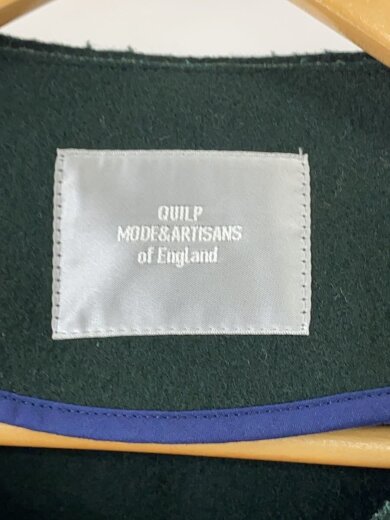 QUILP
MODE&ARTISANS
of England